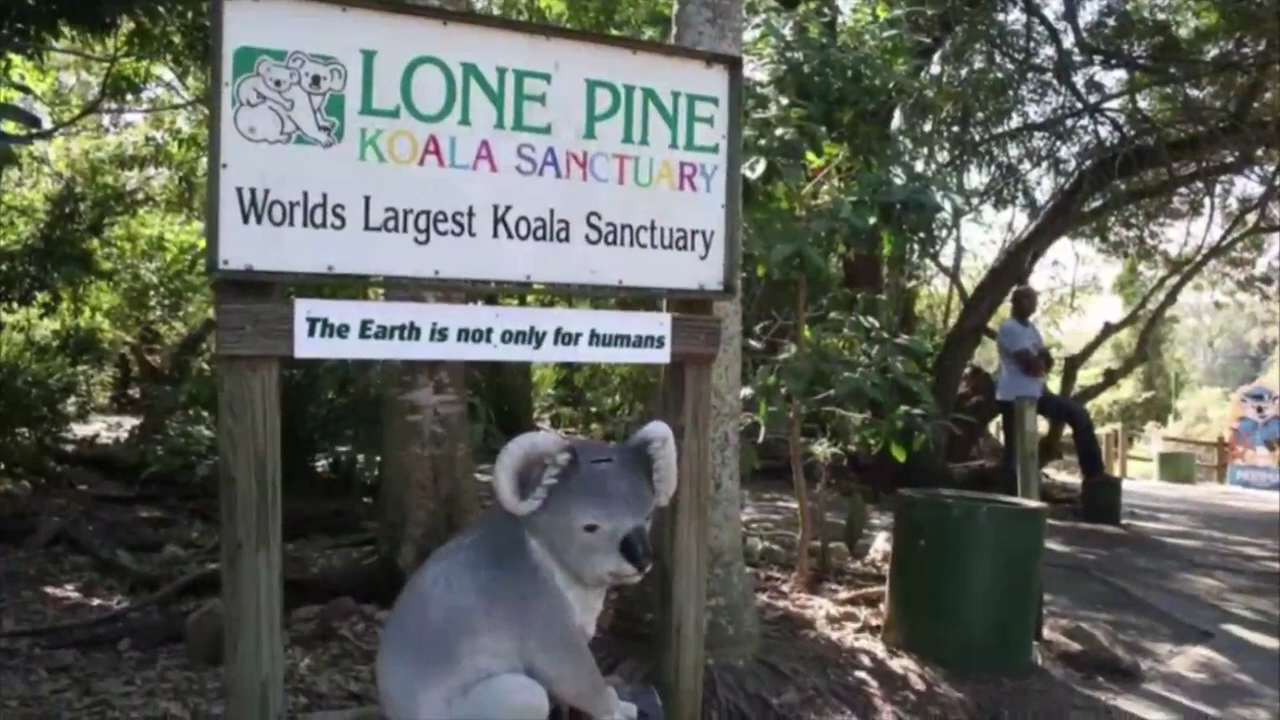 LONE PINE
KOALA SANCTUARY
Worlds Largest Koala Sanctuary
The Earth is not only for humans